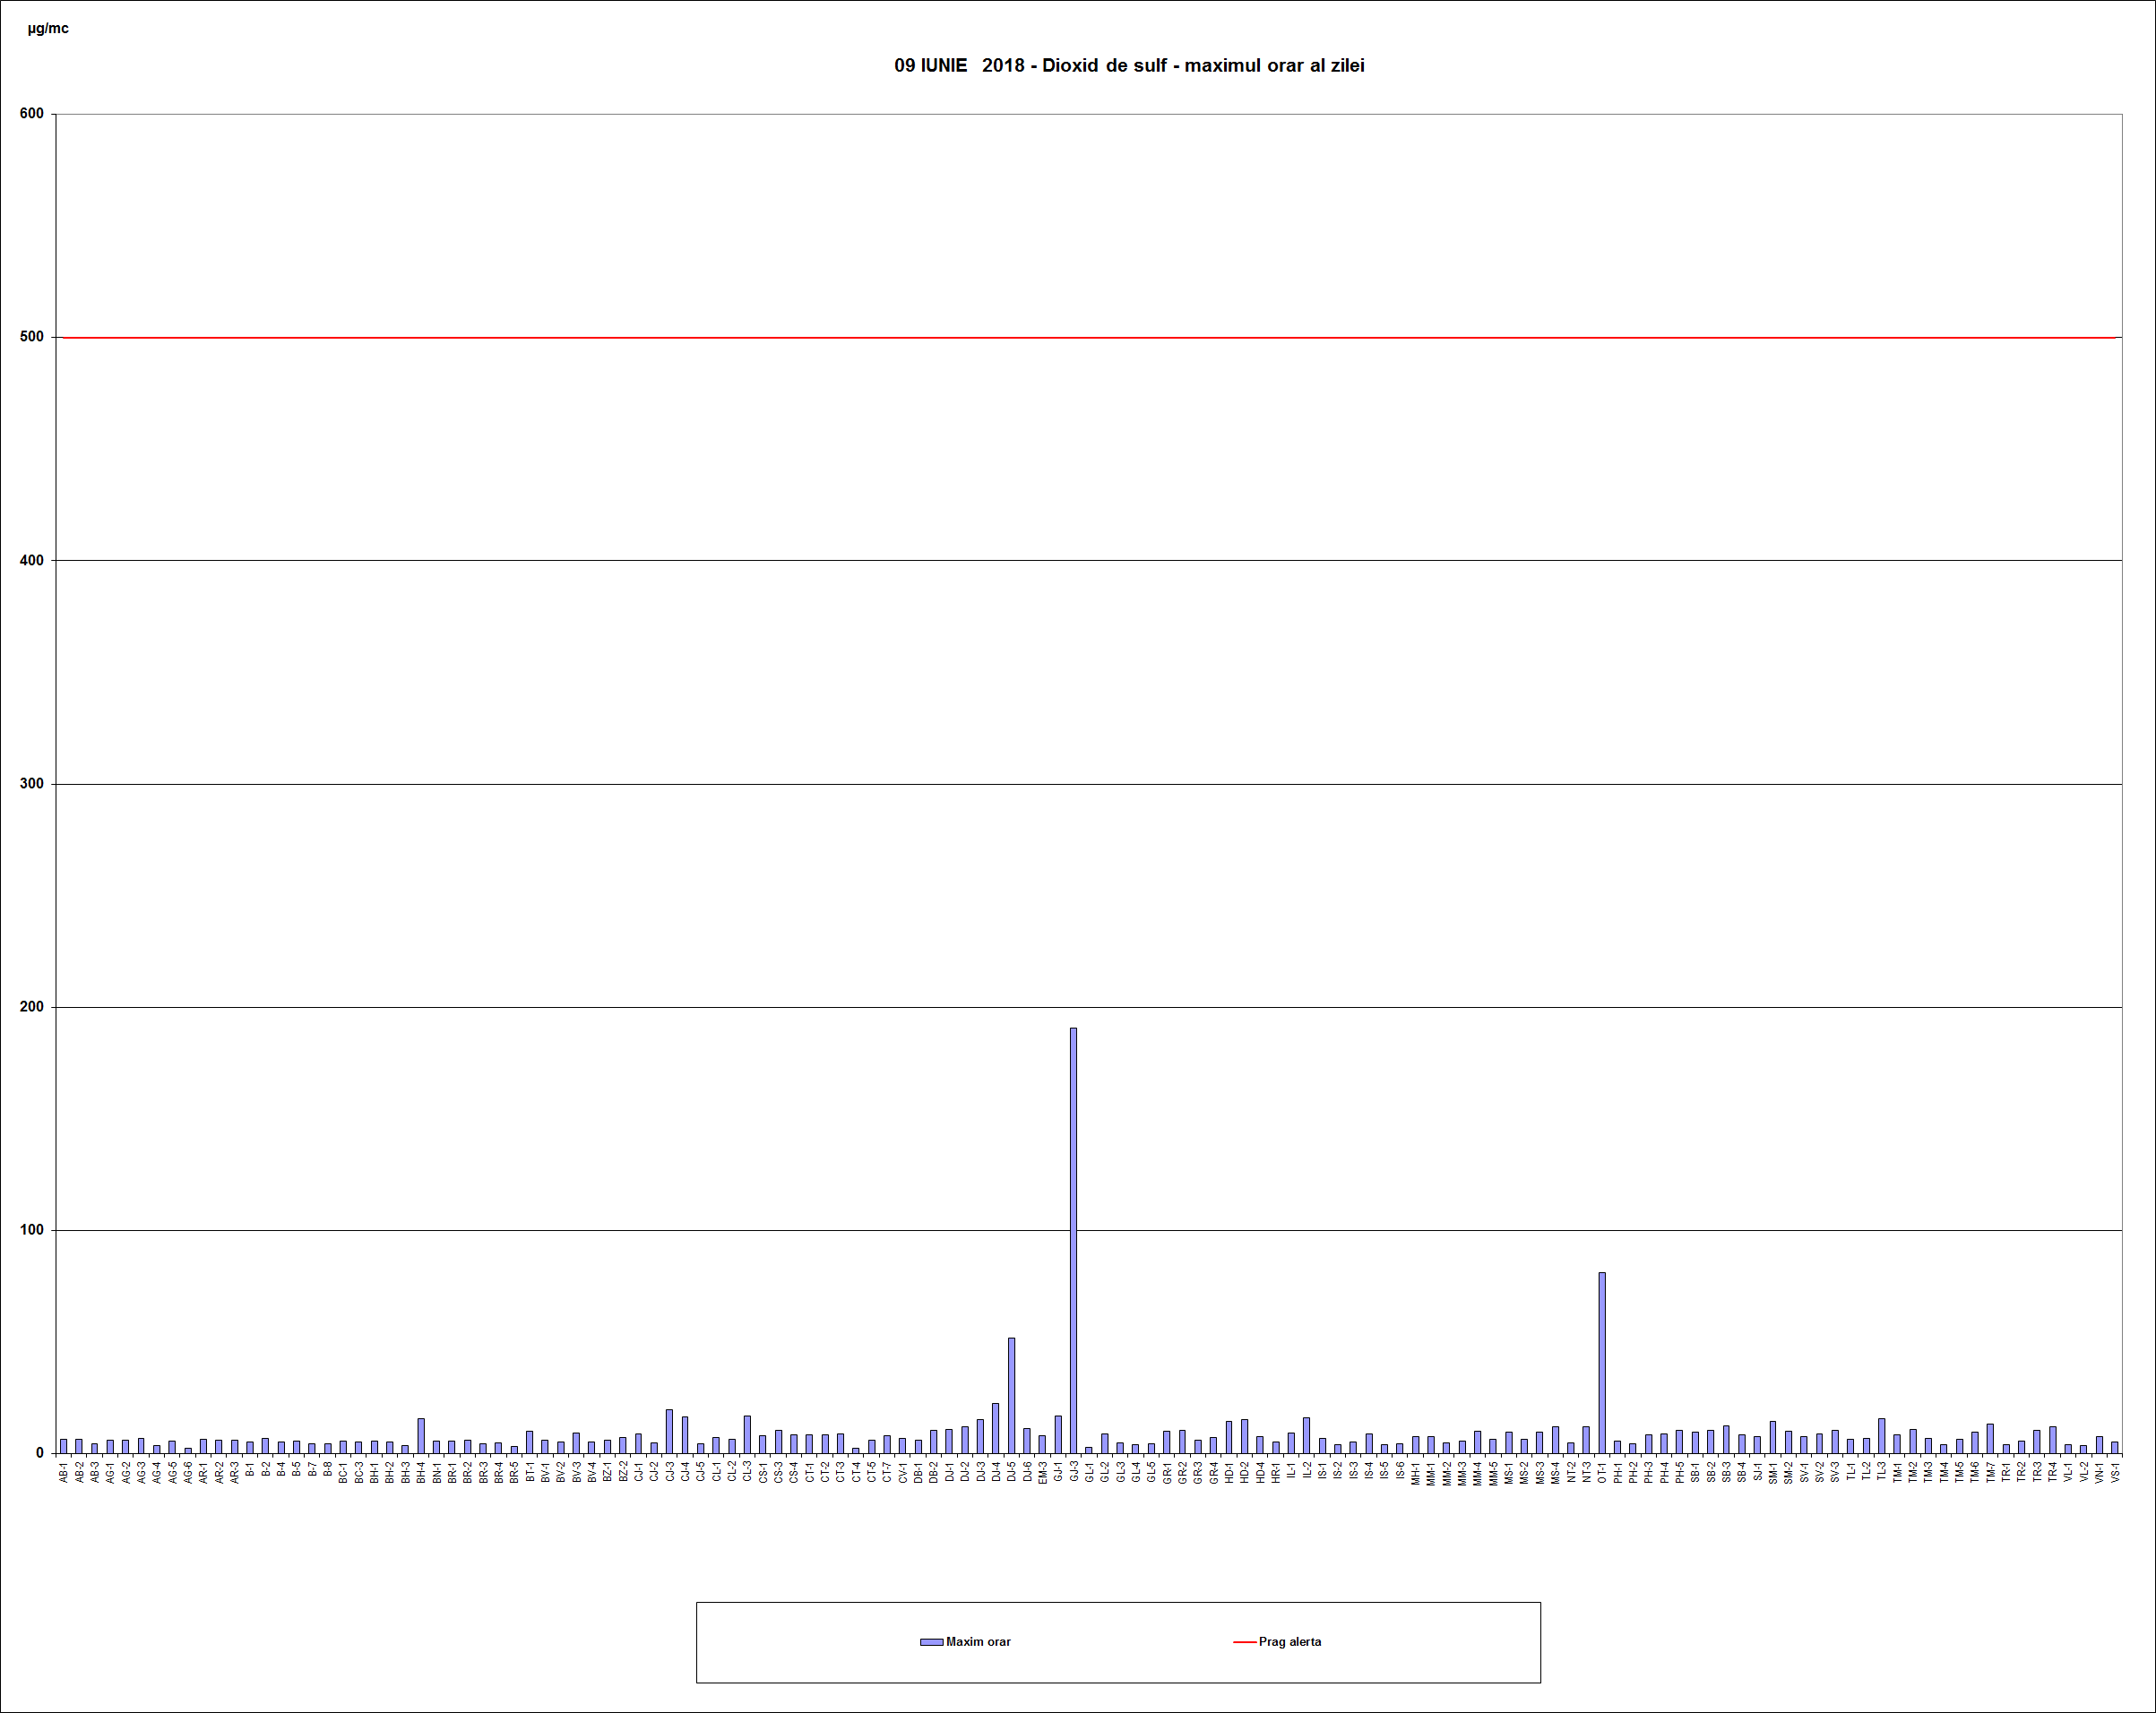 µg/mc
09 IUNIE 2018 - Dioxid de sulf - maximul orar al zilei
600
500
400
300
200
100
0
AB-1 AB-2 AB-3 AG-1 AG-2 AG-3 AG-4 AG-5 AG-6 AR-1 AR-2 AR-3 B-1 B-2 B-4 B-5 B-7 B-8 BC-1 BC-3 BH-1 BH-2 BH-3 BH-4 BN-1 BR-1 BR-2 BR-3 BR-4 BR-5 BT-1 BV-1 BV-2 BV-3 BV-4 BZ-1 BZ-2 CJ-1 CJ-2 CJ-3 CJ-4 CJ-5 CL-1 CL-2 CL-3 CS-1 CS-3 CS-4 CT-1 CT-2 CT-3 CT-4 CT-5 CT-7 CV-1 DB-1 DB-2 DJ-1 DJ-2 DJ-3 DJ-4 DJ-5 DJ-6 EM-3 GJ-1 GJ-3 GL-1 GL-2 GL-3 GL-4 GL-5 GR-1 GR-2 GR-3 GR-4 HD-1 HD-2 HD-4 HR-1 IL-1 IL-2 IS-1 IS-2 IS-3 IS-4 IS-5 IS-6 MH-1 MM-1 MM-2 MM-3 MM-4 MM-5 MS-1 MS-2 MS-3 MS-4 NT-2 NT-3 OT-1 PH-1 PH-2 PH-3 PH-4 PH-5 SB-1 SB-2 SB-3 SB-4 SJ-1 SM-1 SM-2 SV-1 SV-2 SV-3 TL-1 TL-2 TL-3 TM-1 TM-2 TM-3 TM-4 TM-5 TM-6 TM-7 TR-1 TR-2 TR-3 TR-4 VL-1 VL-2 VN-1 VS-1
Maxim orar Prag alerta